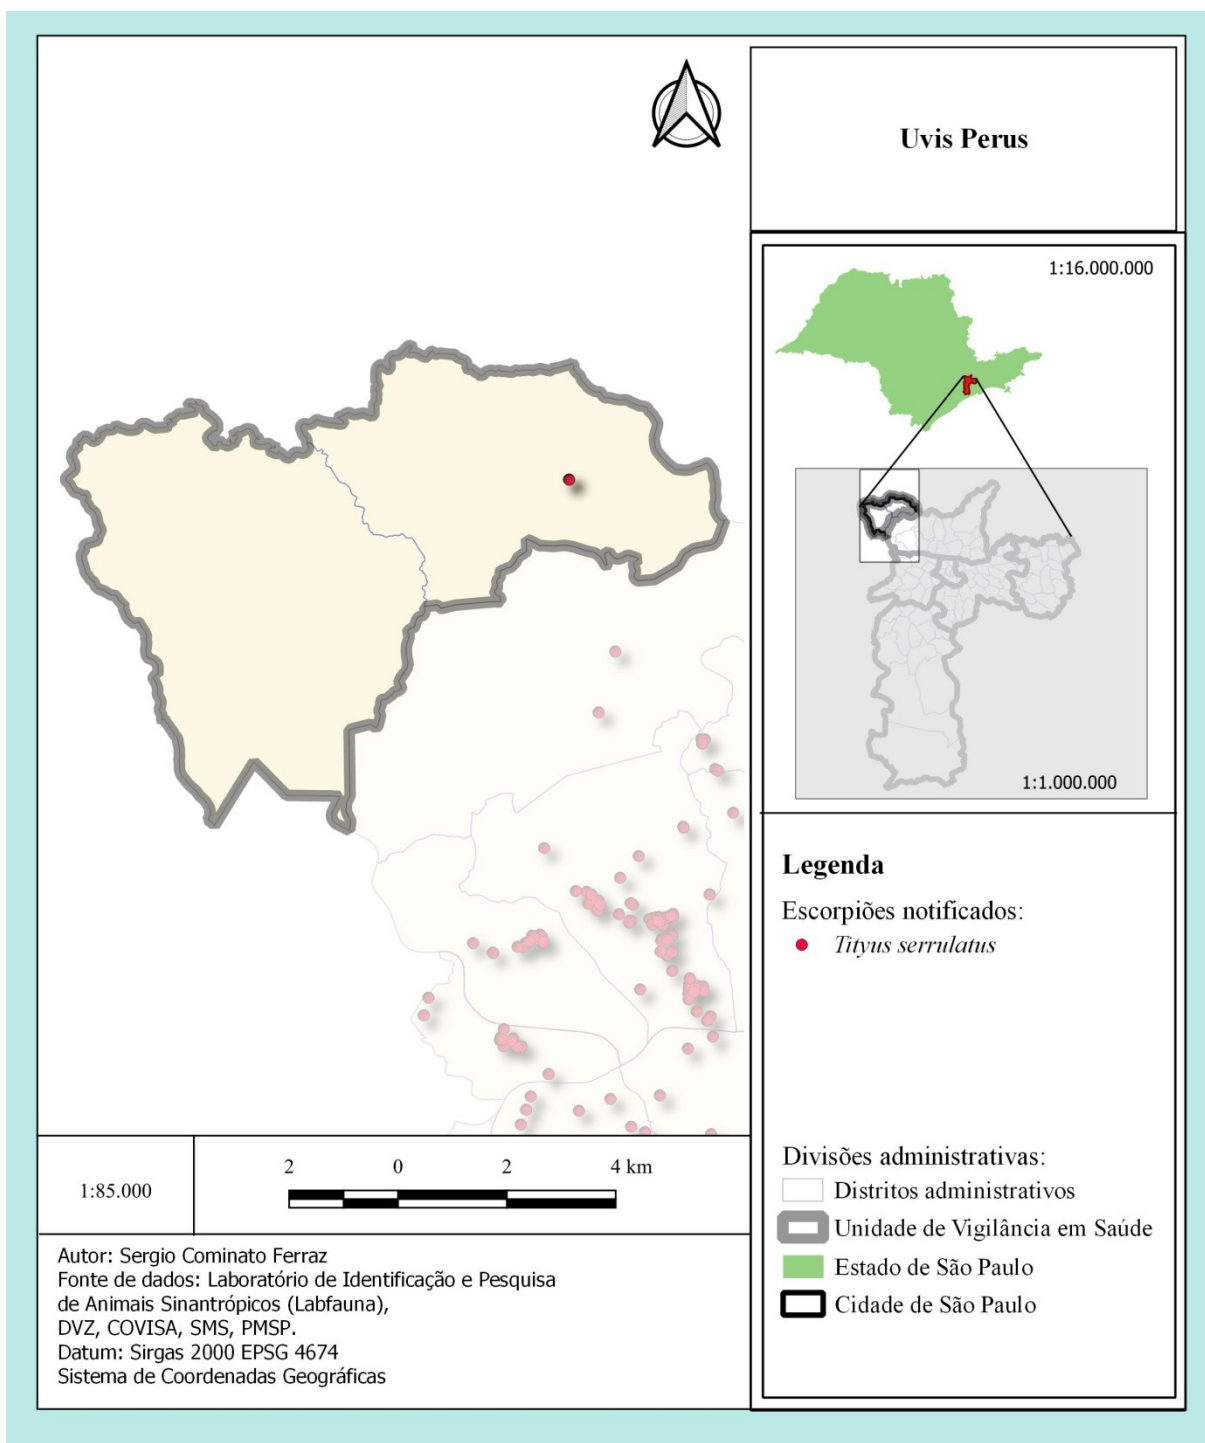 Uvis Perus
1:16.000.000
1:1.000.000
Legenda
Escorpiões notificados:
Tityus serrulatus
Divisões administrativas:
Distritos administrativos
Unidade de Vigilância em Saúde
Estado de São Paulo
Cidade de São Paulo
1:85.000
2 0 2 4 km
Autor: Sergio Cominato Ferraz
Fonte de dados: Laboratório de Identificação e Pesquisa
de Animais Sinantrópicos (Labfauna),
DVZ, COVISA, SMS, PMSP.
Datum: Sirgas 2000 EPSG 4674
Sistema de Coordenadas Geográficas